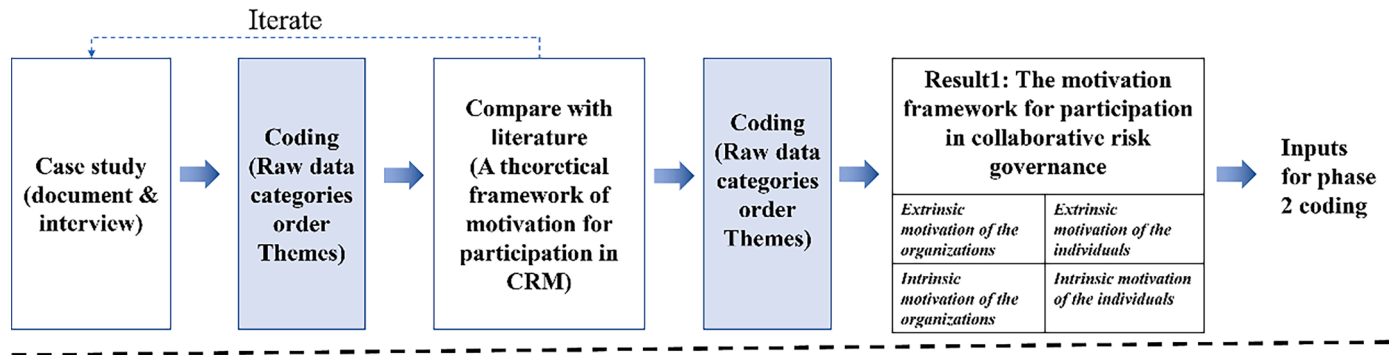 Iterate
Case study
(document &
interview)
Coding
(Raw data
categories
order
Themes)
Compare with
literature
(A theoretical
framework of
motivation for
participation in
CRM)
Coding
(Raw data
categories
order
Themes)
Result1: The motivation
framework for participation
in collaborative risk
governance
Extrinsic
motivation of the
organizations
Extrinsic
motivation of the
individuals
Intrinsic
motivation of the
organizations
Intrinsic motivation
of the individuals
Inputs
for phase
2 coding